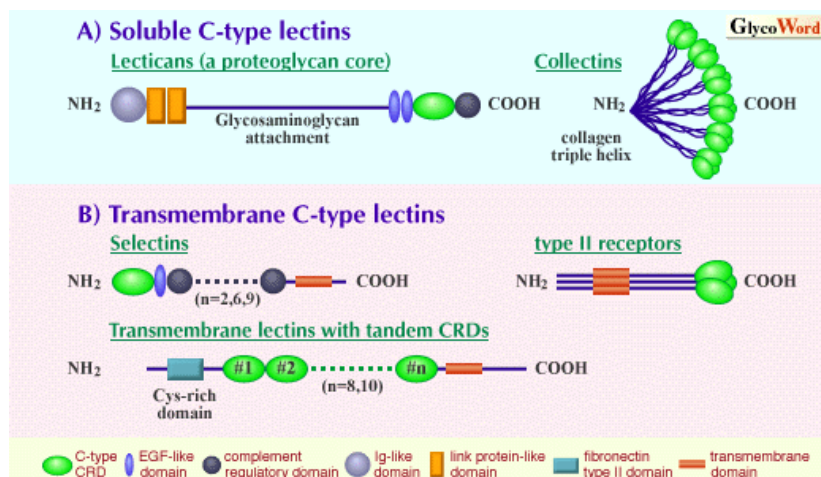 A) Soluble C-type lectins
GlycoWord
Lecticans (a proteoglycan core)
Collectins
NH2
Glycosaminoglycan
attachment
COOH
NH2
collagen
triple helix
COOH
B) Transmembrane C-type lectins
Selectins
type II receptors
NH2
(n=2,6,9)
COOH
NH2
COOH
Transmembrane lectins with tandem CRDs
NH2
#1
#2
#n
COOH
(n=8,10)
Cys-rich
domain
C-type
CRD
EGF-like
domain
complement
regulatory domain
Ig-like
domain
link protein-like
domain
fibronectin
type II domain
transmembrane
domain